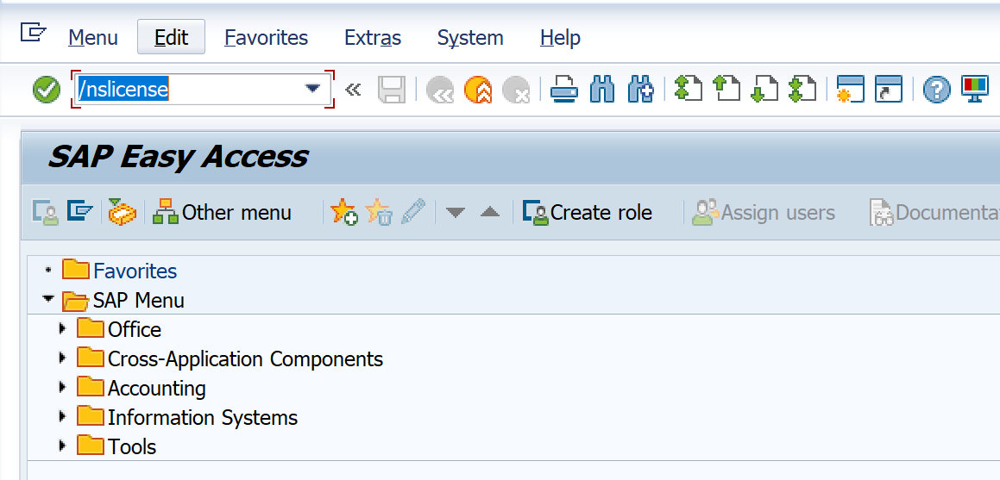 Menu Edit Favorites Extras System Help
/nslicense
SAP Easy Access
Other menu Create role Assign users Documenta
Favorites
SAP Menu
Office
Cross-Application Components
Accounting
Information Systems
Tools